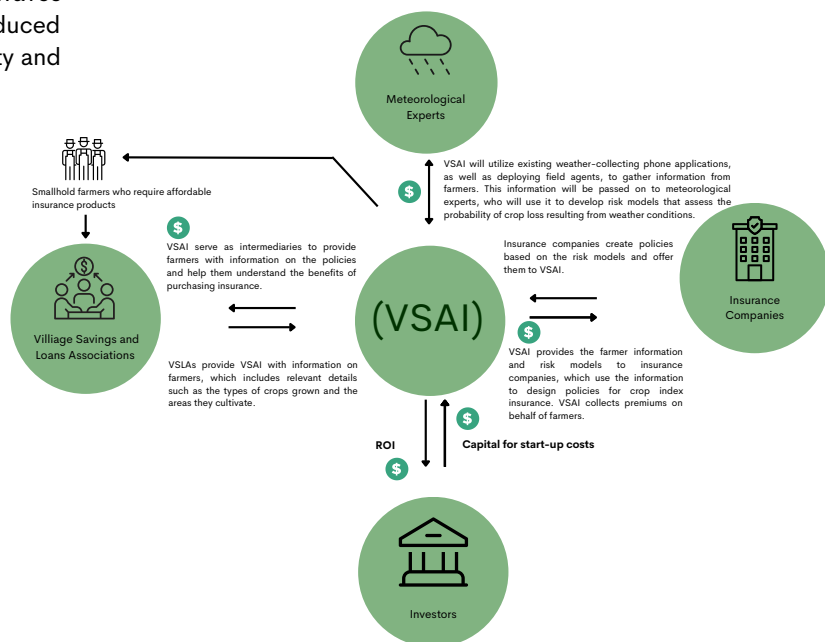 duced
ty and
Meteorological
Experts
VSAI will utilize existing weather-collecting phone applications,
as well as deploying field agents, to gather information from
farmers. This information will be passed on to meteorological
experts, who will use it to develop risk models that assess the
probability of crop loss resulting from weather conditions.
$
Smallhold farmers who require affordable
insurance products
$
VSAI serve as intermediaries to provide
farmers with information on the policies
and help them understand the benefits of
purchasing insurance.
Insurance companies create policies
based on the risk models and offer
them to VSAI.
$
Villiage Savings and
Loans Associations
(VSAI)
Insurance
Companies
$
VSLAs provide VSAI with information on
farmers, which includes relevant details
such as the types of crops grown and the
areas they cultivate.
VSAI provides the farmer information
and risk models to insurance
companies, which use the information
to design policies for crop index
insurance. VSAI collects premiums on
behalf of farmers.
ROI
$
$
Capital for start-up costs
Investors